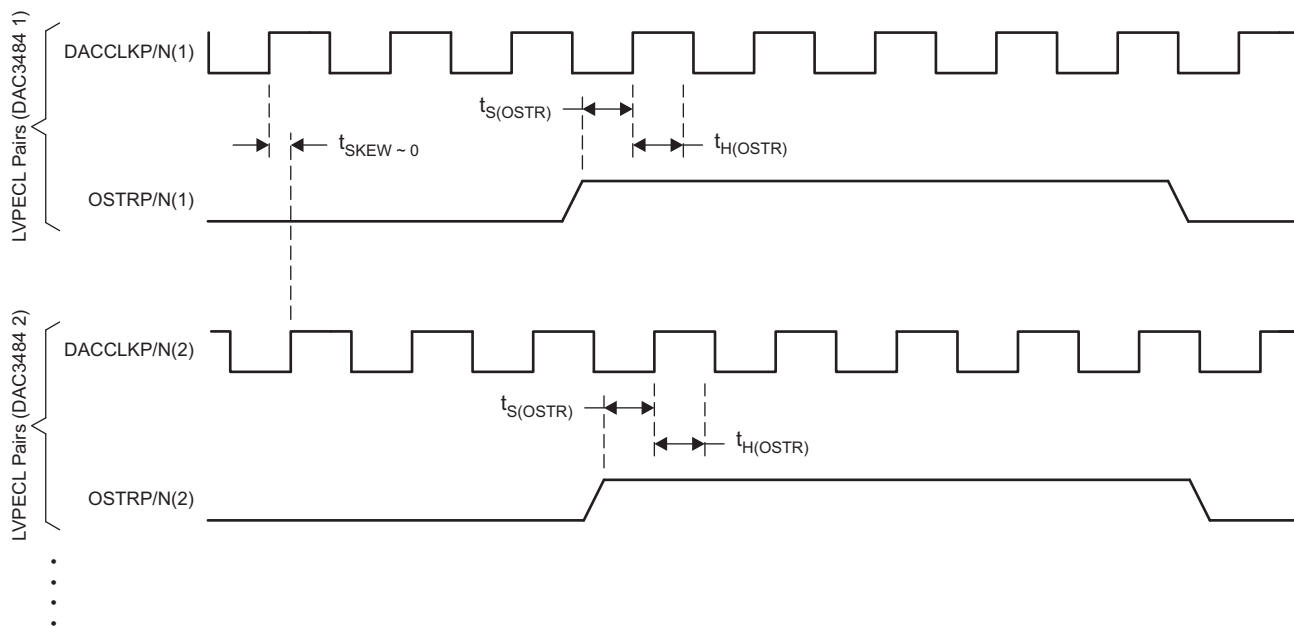 LVPECL Pairs (DAC3484 1)
DACCLKP/N(1)
tS(OSTR)
tH(OSTR)
tSKEW ~ 0
OSTRP/N(1)
LVPECL Pairs (DAC3484 2)
DACCLKP/N(2)
tS(OSTR)
tH(OSTR)
OSTRP/N(2)